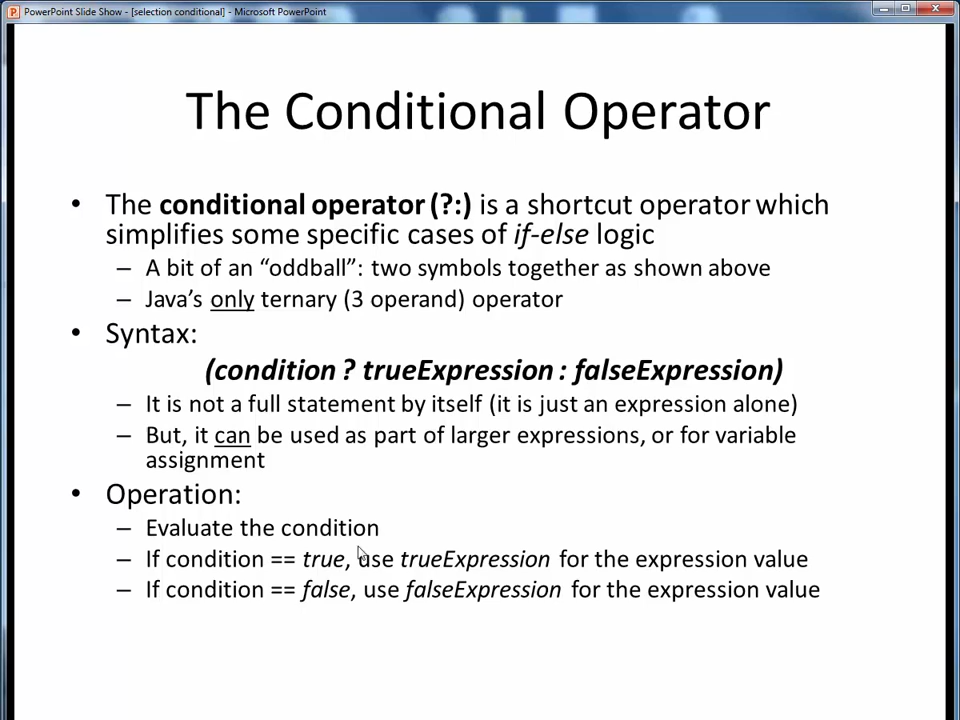 PowerPoint Slide Show - [selection conditional] - Microsoft PowerPoint
The Conditional Operator
• The conditional operator (?:) is a shortcut operator which
simplifies some specific cases of if-else logic
– A bit of an “oddball”: two symbols together as shown above
– Java’s only ternary (3 operand) operator
• Syntax:
(condition ? trueExpression : falseExpression)
– It is not a full statement by itself (it is just an expression alone)
– But, it can be used as part of larger expressions, or for variable
assignment
• Operation:
– Evaluate the condition
– If condition == true, use trueExpression for the expression value
– If condition == false, use falseExpression for the expression value